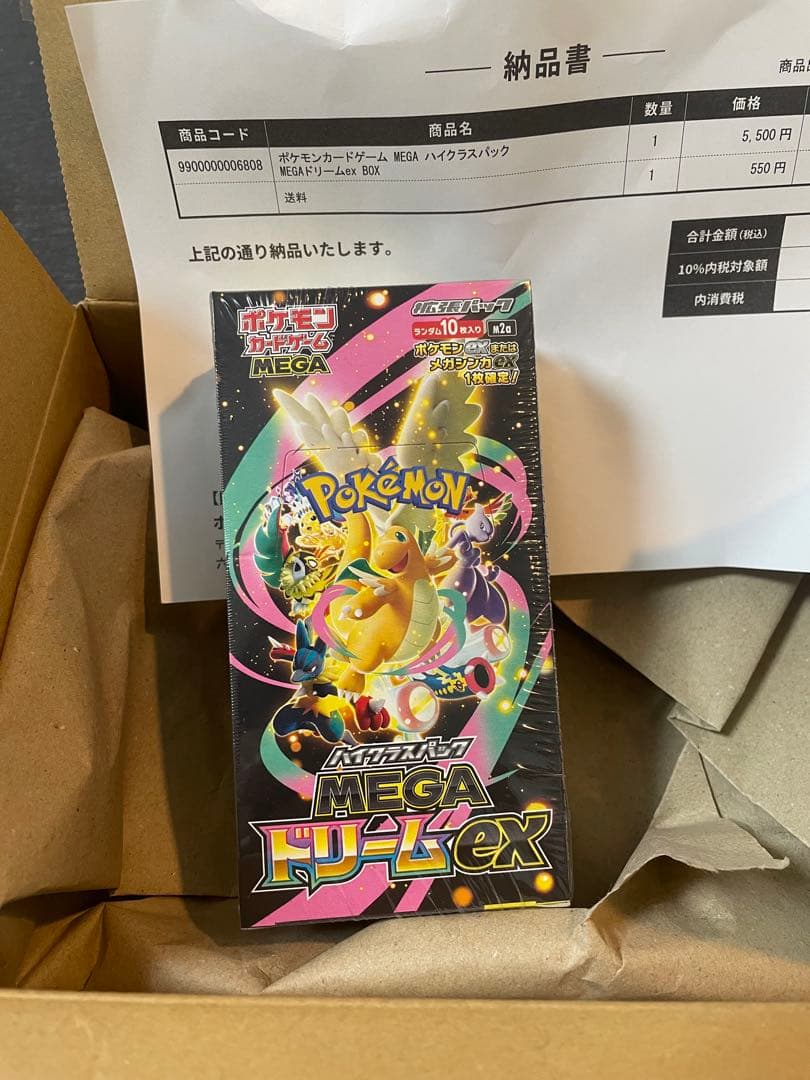 納品書
商品
商品コード 商品名 数量 価格
9900000006808 ポケモンカードゲーム MEGA ハイクラスパック 1 5,500円
MEGAドリームex BOX
送料 1 550円
上記の通り納品いたします。
合計金額(税込)
10%内税対象額
内消費税
ポケモン
カードゲーム
MEGA
拡張パック
ランダム10枚入り m2a
ポケモンexまたは
メガシンカex
1枚確定!
POKéMON
ハイクラスパック
MEGA
ドリームex